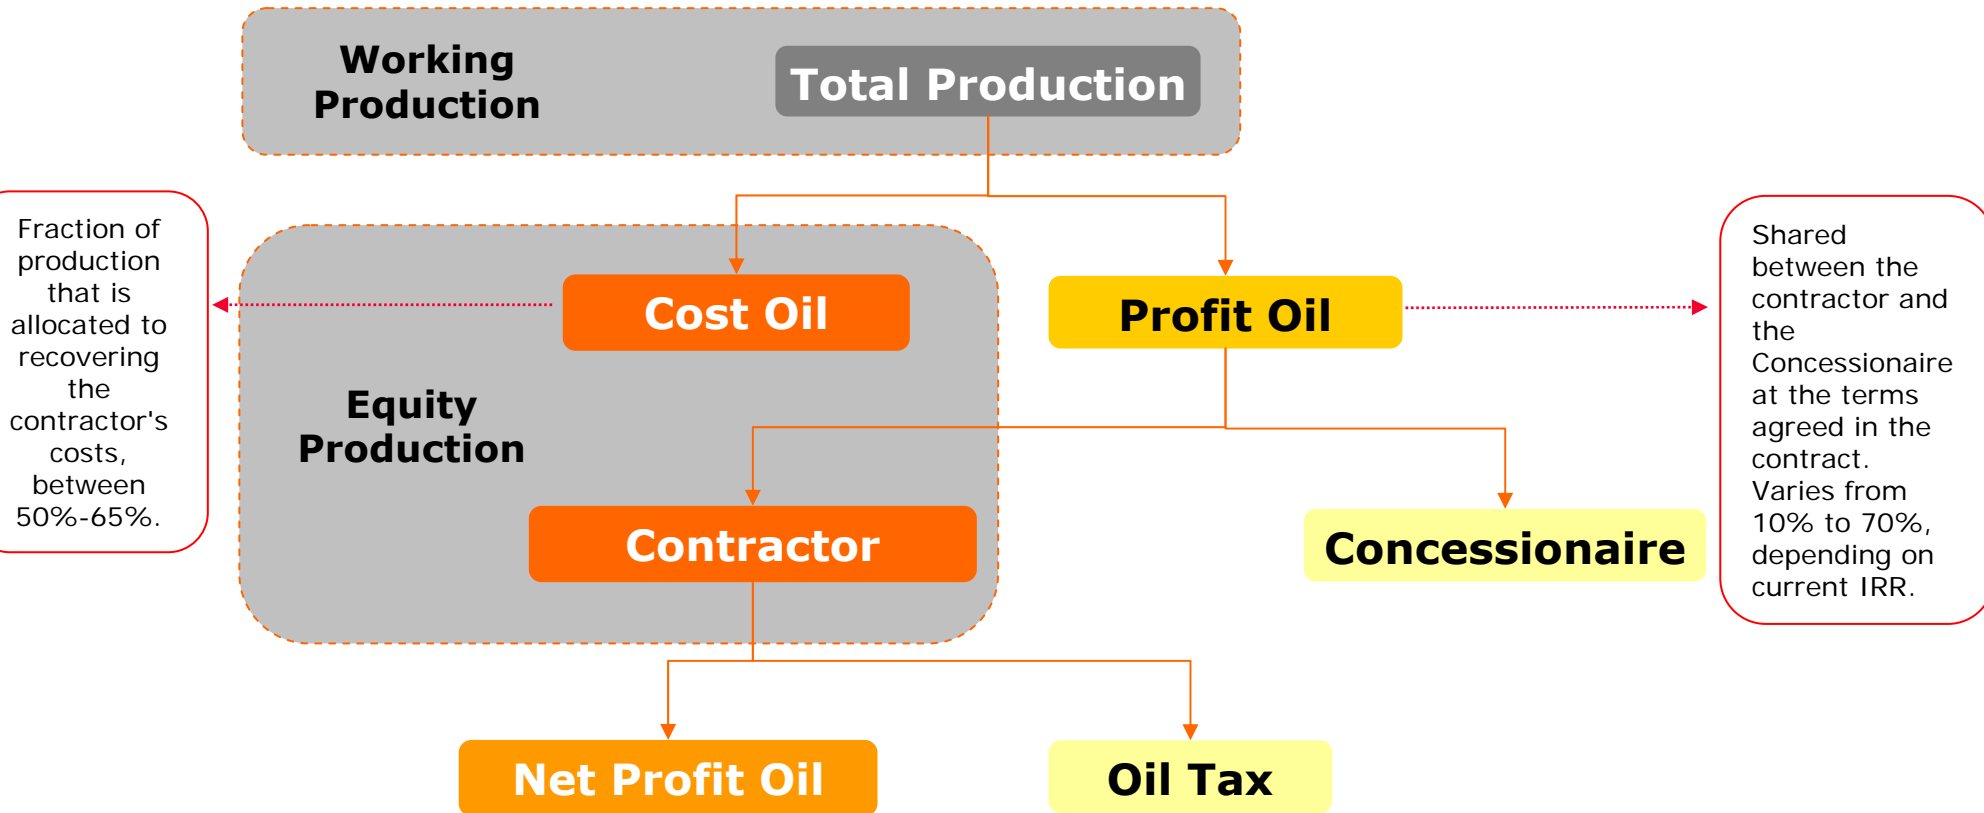 Working
Production
Total Production
Fraction of
production
that is
allocated to
recovering
the
contractor's
costs,
between
50%-65%.
Cost Oil
Profit Oil
Shared
between the
contractor and
the
Concessionaire
at the terms
agreed in the
contract.
Varies from
10% to 70%,
depending on
current IRR.
Equity
Production
Contractor
Concessionaire
Net Profit Oil
Oil Tax